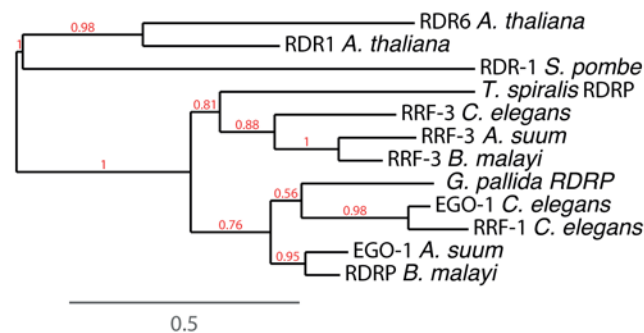 0.98
RDR6 A. thaliana
1
RDR1 A. thaliana
RDR-1 S. pombe
0.81
T. spiralis RDRP
RRF-3 C. elegans
0.88
RRF-3 A. suum
1
RRF-3 B. malayi
1
G. pallida RDRP
0.56
EGO-1 C. elegans
0.98
RRF-1 C. elegans
0.76
EGO-1 A. suum
0.95
RDRP B. malayi
0.5